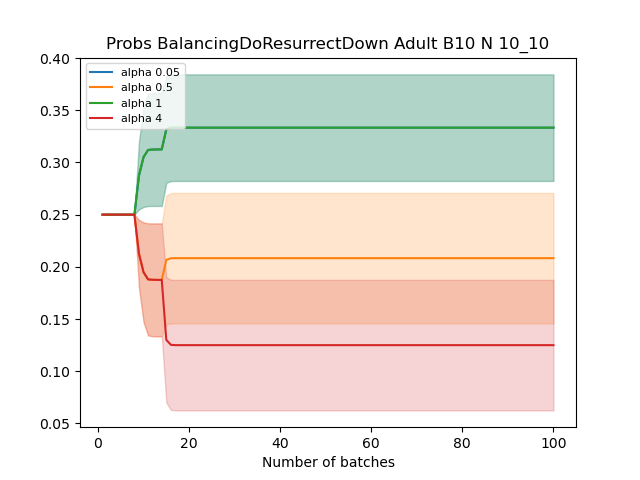 Probs BalancingDoResurrectDown Adult B10 N 10_10
alpha 0.05
alpha 0.5
alpha 1
alpha 4
0.40
0.35
0.30
0.25
0.20
0.15
0.10
0.05
0 20 40 60 80 100
Number of batches